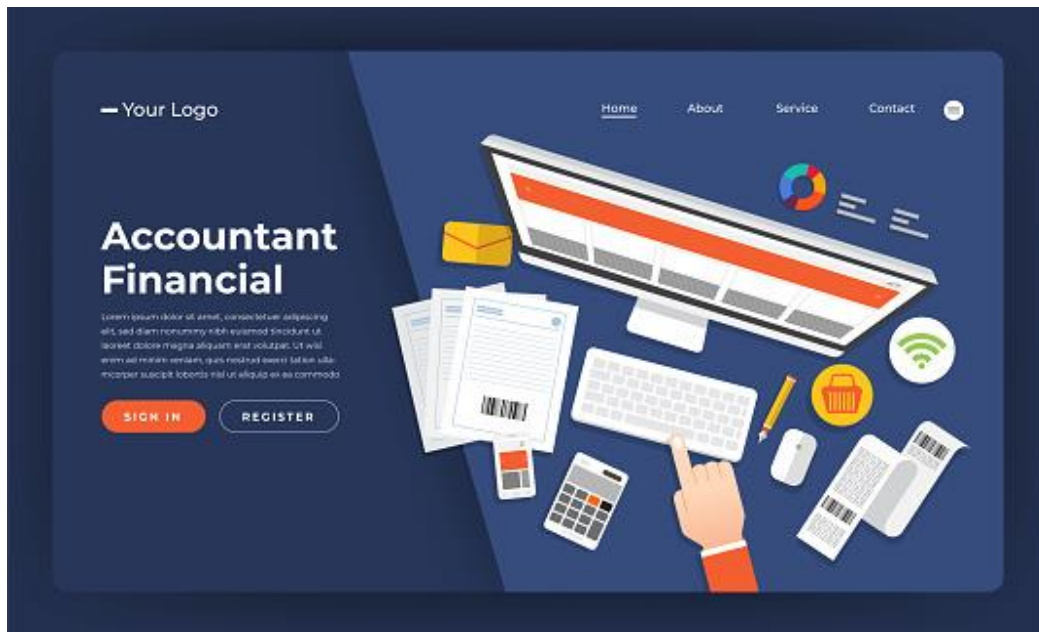 Your Logo
Home About Service Contact
Accountant
Financial
Lorem ipsum dolor sit amet, consectetuer adipiscing
elit, sed diam nonummy nibh euismod tincidunt ut
laoreet dolore magna aliquam erat volutpat. Ut wisi
enim ad minim veniam, quis nostrud exerci tation ulla-
mcorper suscipit lobortis nisl ut aliquip ex ea commodo
SIGN IN REGISTER